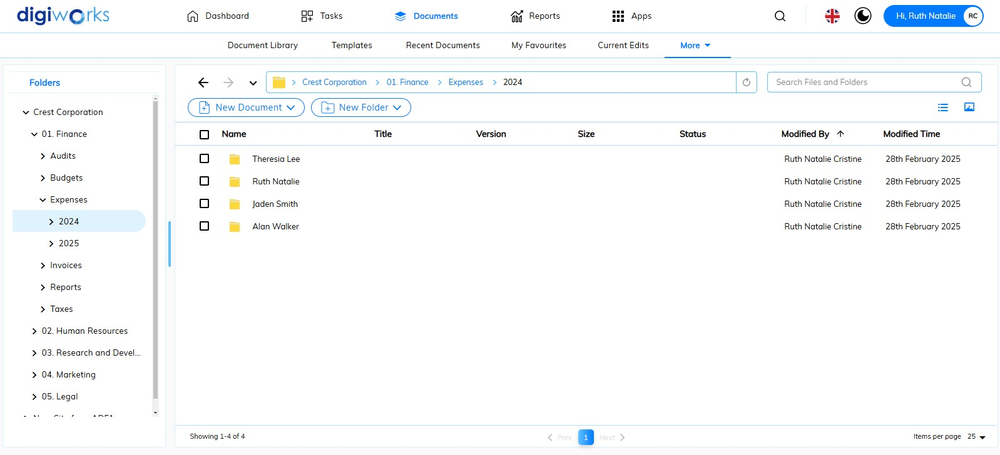 digiworks
Dashboard
Tasks
Documents
Reports
Apps
Hi, Ruth Natalie
RC
Document Library
Templates
Recent Documents
My Favourites
Current Edits
More
Folders
Crest Corporation
01. Finance
Audits
Budgets
Expenses
2024
2025
Invoices
Reports
Taxes
02. Human Resources
03. Research and Devel...
04. Marketing
05. Legal
Crest Corporation > 01. Finance > Expenses > 2024
Search Files and Folders
New Document
New Folder
Name Title Version Size Status Modified By Modified Time
Theresia Lee Ruth Natalie Cristine 28th February 2025
Ruth Natalie Ruth Natalie Cristine 28th February 2025
Jaden Smith Ruth Natalie Cristine 28th February 2025
Alan Walker Ruth Natalie Cristine 28th February 2025
Showing 1-4 of 4
Prev 1 Next
Items per page 25